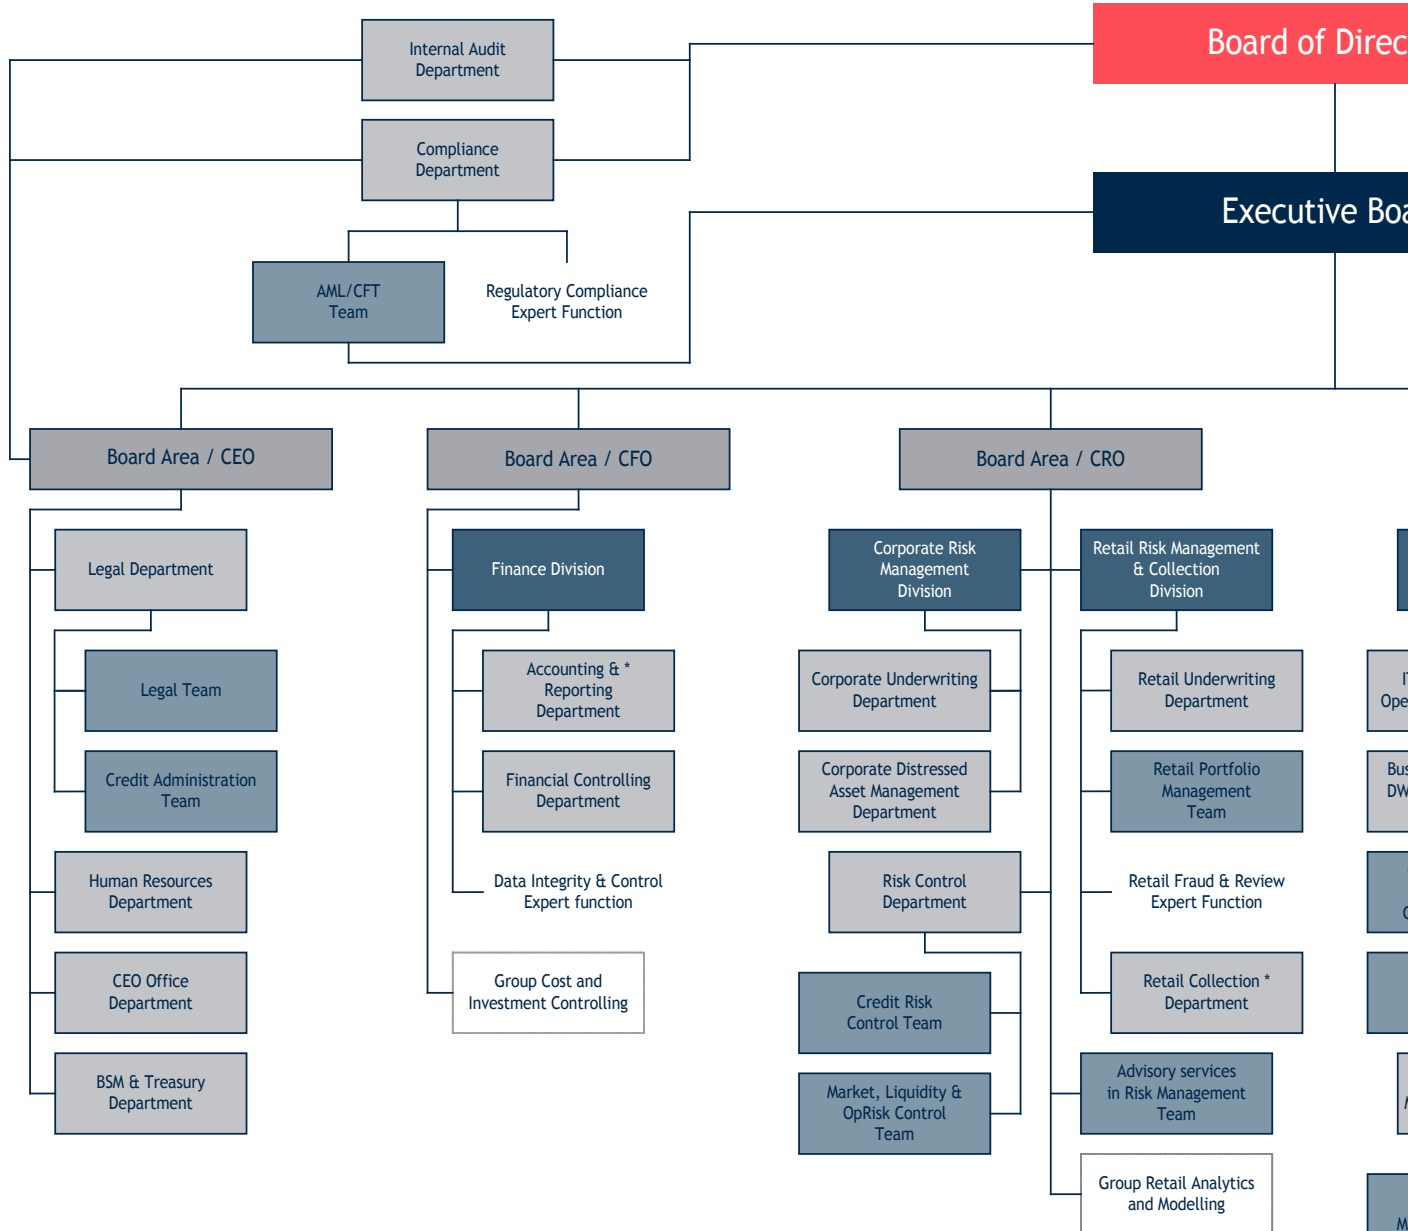 Internal Audit
Department
Board of Direc
Compliance
Department
Executive Boa
AML/CFT
Team
Regulatory Compliance
Expert Function
Board Area / CEO
Board Area / CFO
Board Area / CRO
Legal Department
Legal Team
Credit Administration
Team
Human Resources
Department
CEO Office
Department
BSM & Treasury
Department
Finance Division
Accounting & *
Reporting
Department
Financial Controlling
Department
Data Integrity & Control
Expert function
Group Cost and
Investment Controlling
Corporate Risk
Management
Division
Corporate Underwriting
Department
Corporate Distressed
Asset Management
Department
Risk Control
Department
Credit Risk
Control Team
Market, Liquidity &
OpRisk Control
Team
Retail Risk Management
& Collection
Division
Retail Underwriting
Department
Retail Portfolio
Management
Team
Retail Fraud & Review
Expert Function
Retail Collection *
Department
Advisory services
in Risk Management
Team
Group Retail Analytics
and Modelling
Ope
Bus
DW